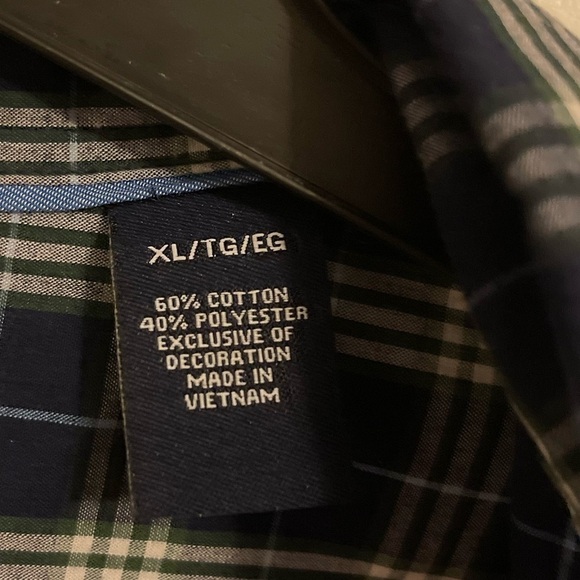 XL/TG/EG
60% COTTON
40% POLYESTER
EXCLUSIVE OF
DECORATION
MADE IN
VIETNAM